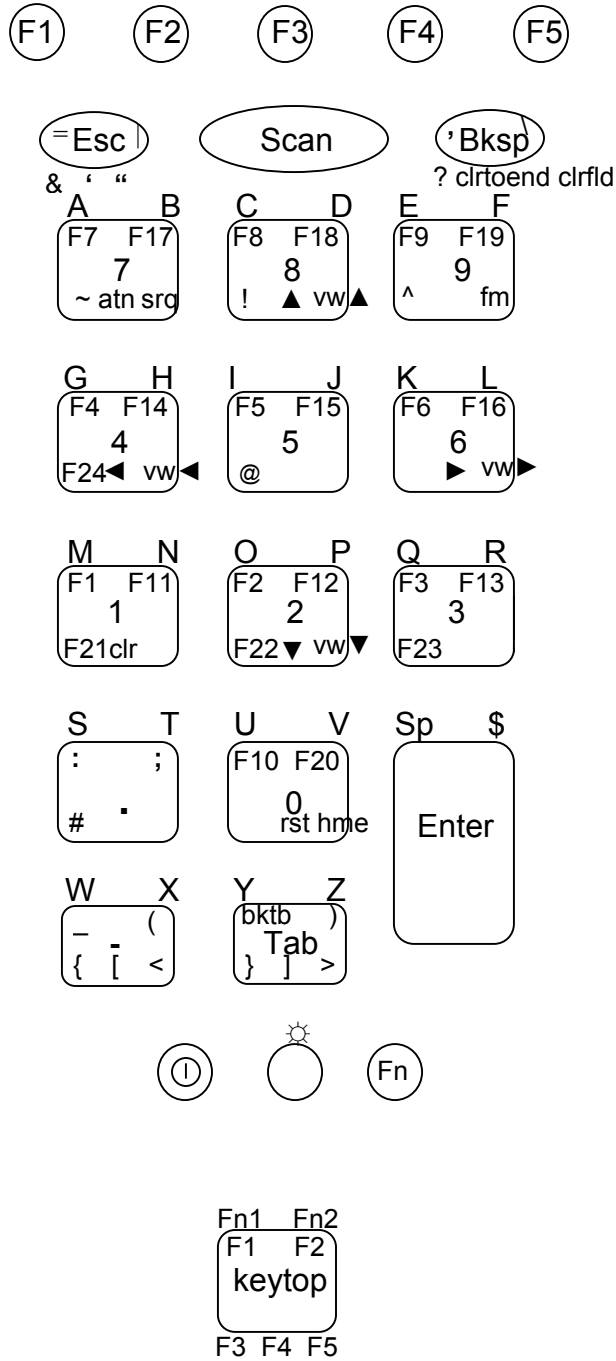 F1 F2 F3 F4 F5
= Esc | Scan , Bksp \
& ‘ “ ? clrtoend clrfld
A B C D E F
F7 F17 F8 F18 F9 F19
7 8 9
~ atn srq ! ▲ vw▲ ^ fm
G H I J K L
F4 F14 F5 F15 F6 F16
4 5 6
F24◄ vw◄ @ ► vw►
M N O P Q R
F1 F11 F2 F12 F3 F13
1 2 3
F21clr F22▼ vw▼ F23
S T U V Sp $
: ; F10 F20
. 0 Enter
# rst hme
W X Y Z
_ ( bktb )
- Tab
{ [ < } ] >
Fn
Fn1 Fn2
F1 F2
keytop
F3 F4 F5